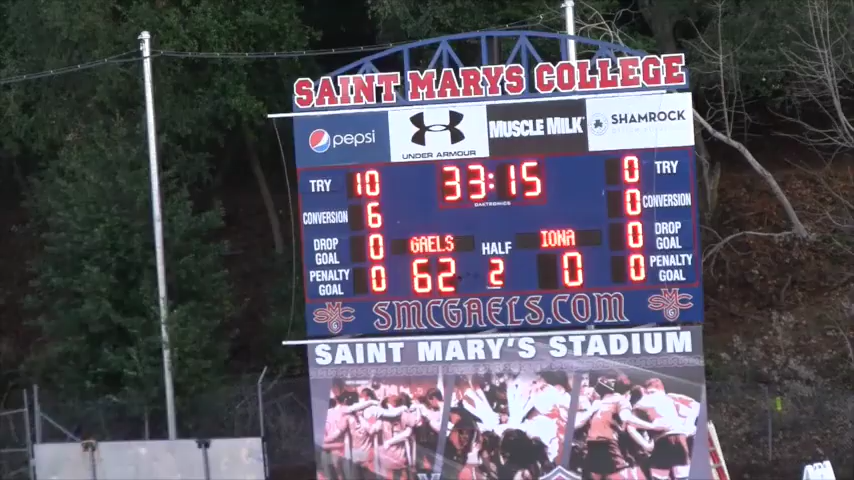 SAINT MARYS COLLEGE
pepsi UNDER ARMOUR MUSCLE MILK SHAMROCK
TRY 10 33:15 0 TRY
DAKTRONICS
CONVERSION 6 0 CONVERSION
GAELS HALF IONA
DROP GOAL 0 0 DROP GOAL
PENALTY GOAL 0 62 2 0 0 PENALTY GOAL
SMC SMCGAELS.COM SMC
SAINT MARY'S STADIUM